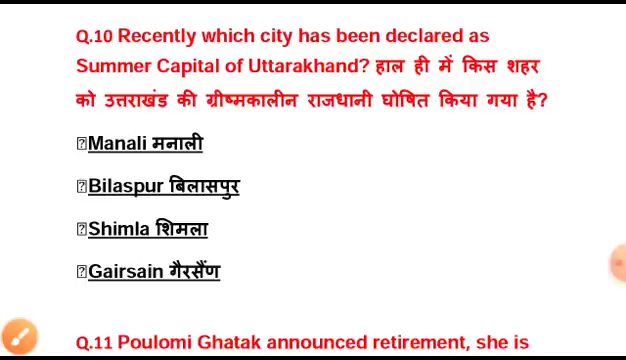 Q.10 Recently which city has been declared as
Summer Capital of Uttarakhand? हाल ही में किस शहर
को उत्तराखंड की ग्रीष्मकालीन राजधानी घोषित किया गया है?
Manali मनाली
Bilaspur बिलासपुर
Shimla शिमला
Gairsain गैरसैंण
Q.11 Poulomi Ghatak announced retirement, she is